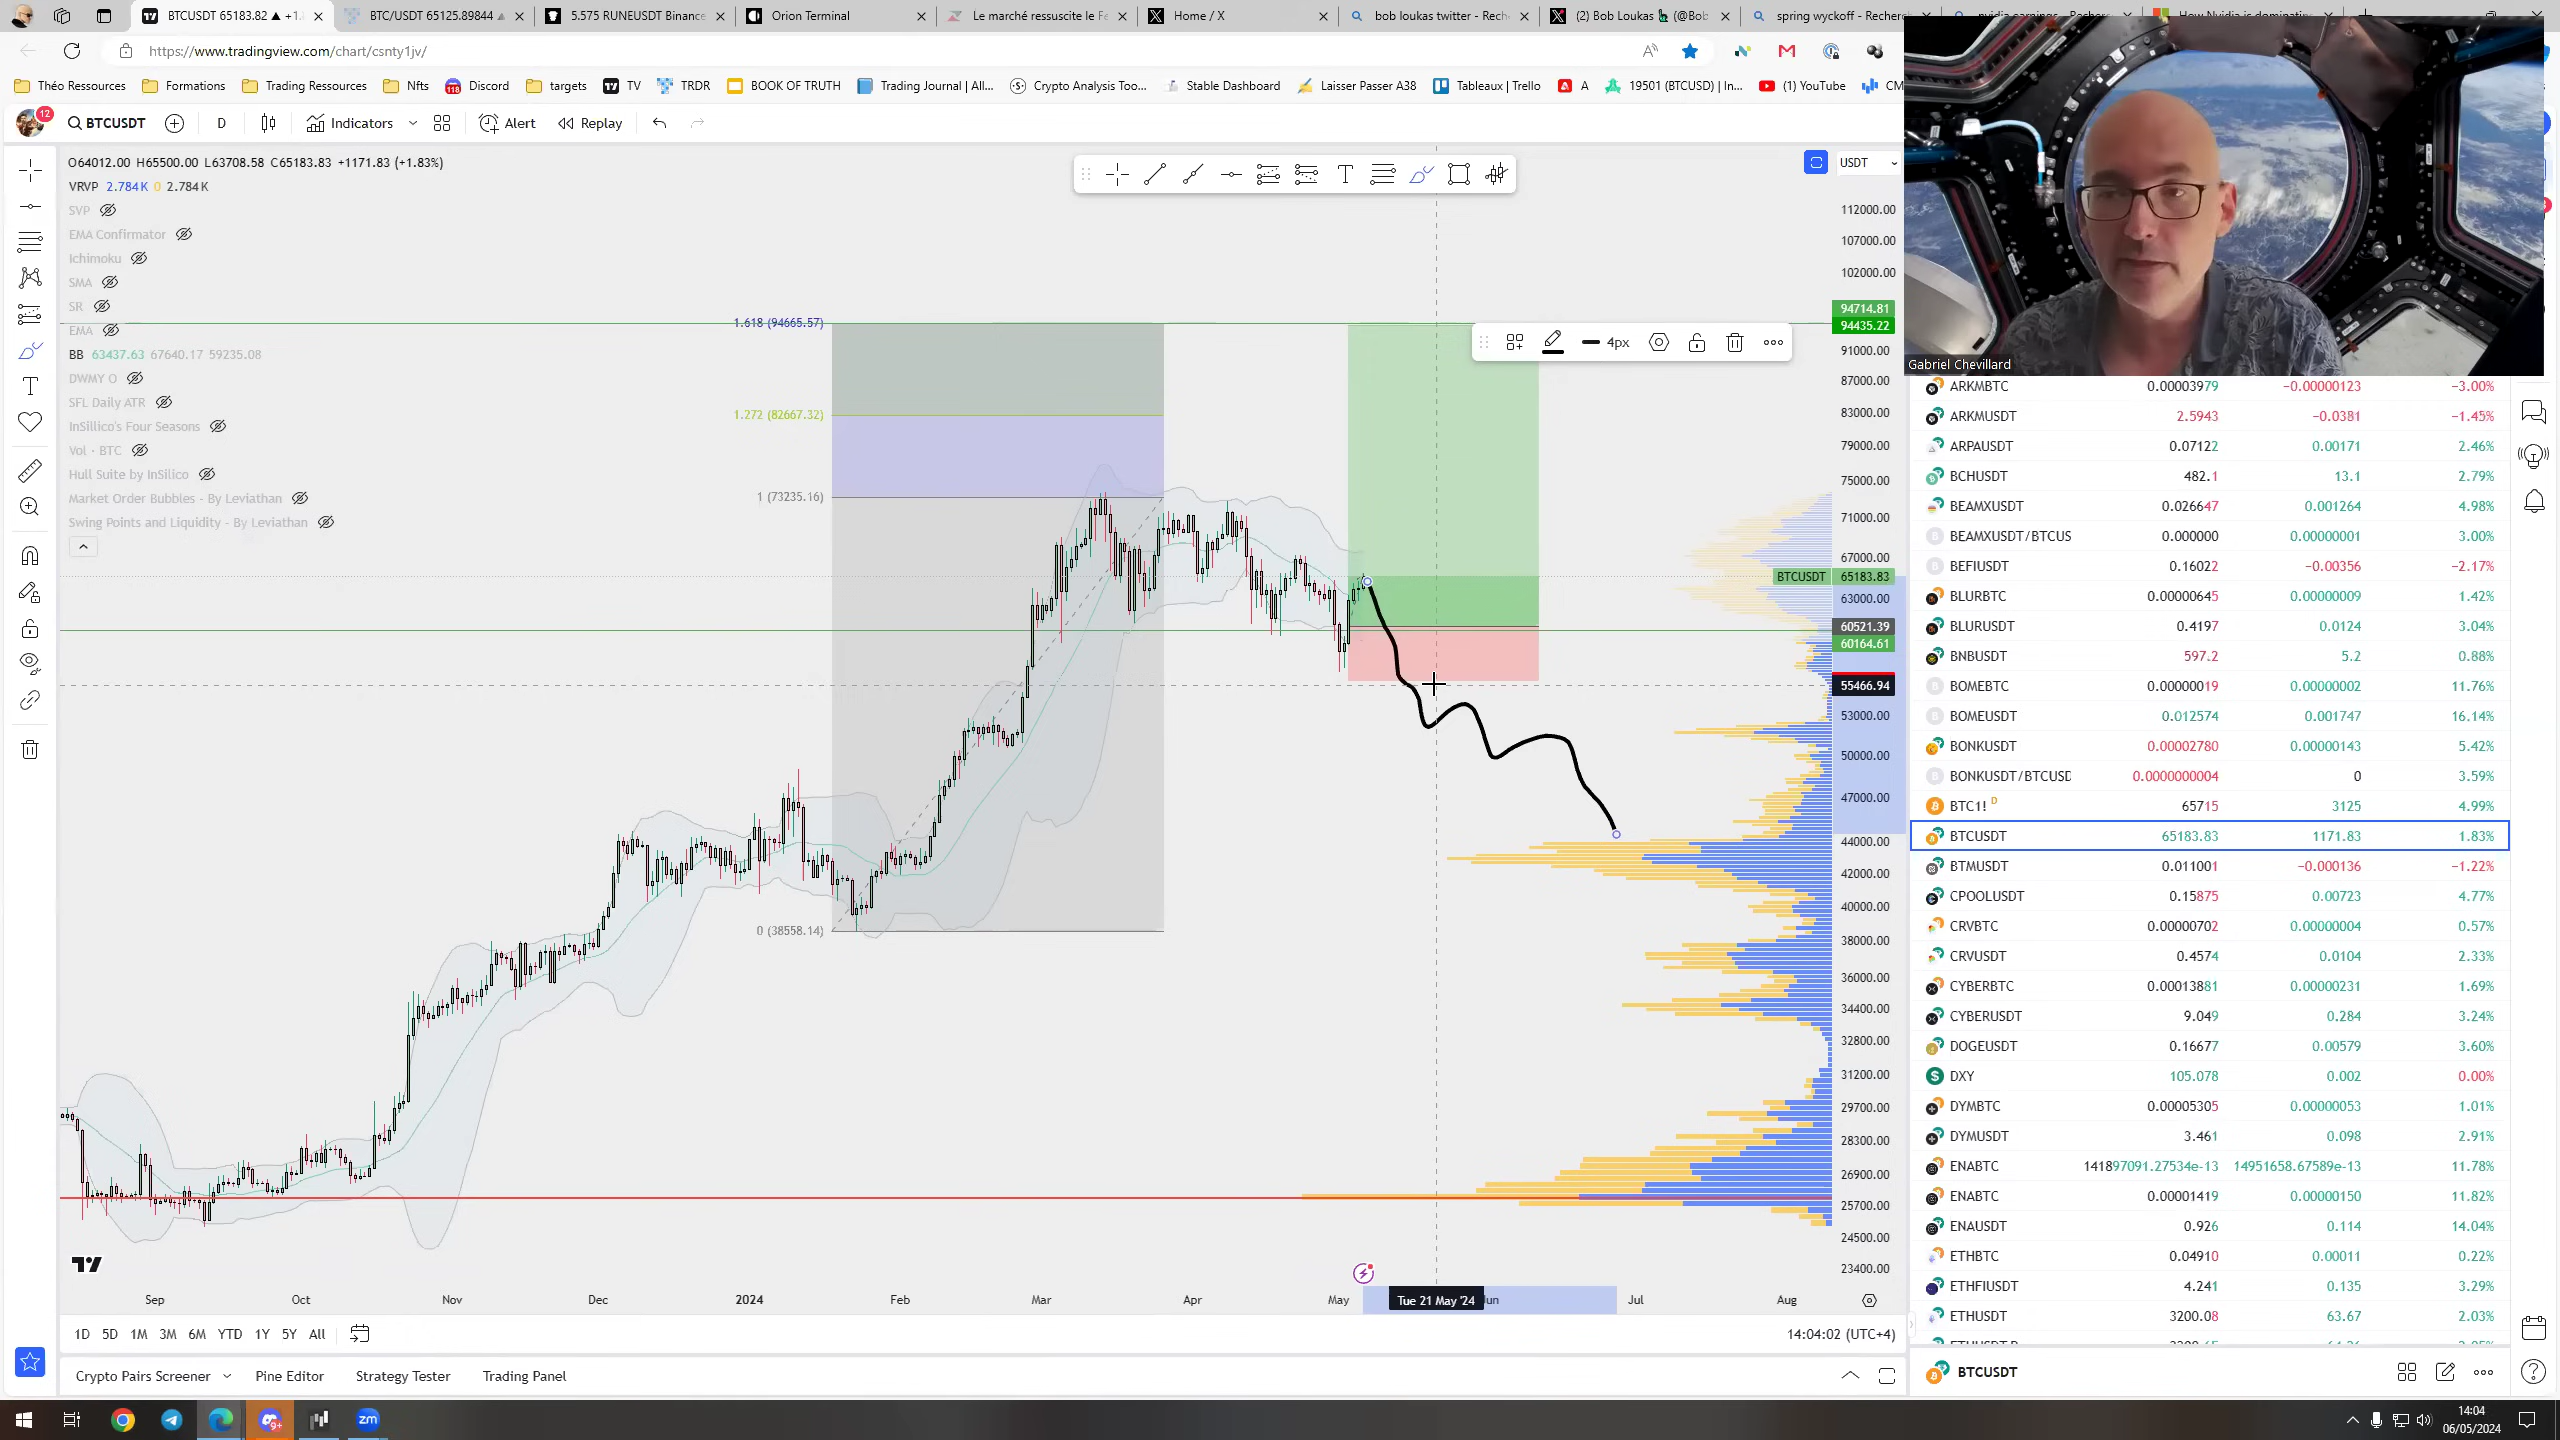 BTCUSDT 65183.82 ▲ +1.
BTC/USDT 65125.89844
5.575 RUNEUSDT Binance
Orion Terminal
Le marché ressuscite le Fe
Home / X
bob loukas twitter - Rech
(2) Bob Loukas (@Bob
spring wyckoff - Recherch
https://www.tradingview.com/chart/csnty1jv/
Théo Ressources
Formations
Trading Ressources
Nfts
Discord
targets
TV
TRDR
BOOK OF TRUTH
Trading Journal | All...
Crypto Analysis Too...
Stable Dashboard
Laisser Passer A38
Tableaux | Trello
A
19501 (BTCUSD) | In...
(1) YouTube
CM
12
BTCUSDT
D
Indicators
Alert
Replay
O64012.00 H65500.00 L63708.58 C65183.83 +1171.83 (+1.83%)
VRVP 2.784K 0 2.784K
SVP
EMA Confirmator
Ichimoku
SMA
SR
EMA
BB 63437.63 67640.17 59235.08
DWMY O
SFL Daily ATR
InSillico's Four Seasons
Vol · BTC
Hull Suite by InSilico
Market Order Bubbles - By Leviathan
Swing Points and Liquidity - By Leviathan
1.618 (94665.57)
1.272 (82667.32)
1 (73235.16)
0 (38558.14)
4px
USDT
112000.00
107000.00
102000.00
94714.81
94435.22
91000.00
87000.00
83000.00
79000.00
75000.00
71000.00
67000.00
BTCUSDT 65183.83
63000.00
60521.39
60164.61
55466.94
53000.00
50000.00
47000.00
44000.00
42000.00
40000.00
38000.00
36000.00
34400.00
32800.00
31200.00
29700.00
28300.00
26900.00
25700.00
24500.00
23400.00
Sep Oct Nov Dec 2024 Feb Mar Apr May Tue 21 May '24 Jun Jul Aug
1D 5D 1M 3M 6M YTD 1Y 5Y All
14:04:02 (UTC+4)
Crypto Pairs Screener
Pine Editor
Strategy Tester
Trading Panel
Gabriel Chevillard
ARKMBTC 0.00003979 −0.00000123 −3.00%
ARKMUSDT 2.5943 −0.0381 −1.45%
ARPAUSDT 0.07122 0.00171 2.46%
BCHUSDT 482.1 13.1 2.79%
BEAMXUSDT 0.026647 0.001264 4.98%
BEAMXUSDT/BTCUS 0.000000 0.00000001 3.00%
BEFIUSDT 0.16022 −0.00356 −2.17%
BLURBTC 0.00000645 0.00000009 1.42%
BLURUSDT 0.4197 0.0124 3.04%
BNBUSDT 597.2 5.2 0.88%
BOMEBTC 0.00000019 0.00000002 11.76%
BOMEUSDT 0.012574 0.001747 16.14%
BONKUSDT 0.00002780 0.00000143 5.42%
BONKUSDT/BTCUSD 0.0000000004 0 3.59%
BTC1! D 65715 3125 4.99%
BTCUSDT 65183.83 1171.83 1.83%
BTMUSDT 0.011001 −0.000136 −1.22%
CPOOLUSDT 0.15875 0.00723 4.77%
CRVBTC 0.00000702 0.00000004 0.57%
CRVUSDT 0.4574 0.0104 2.33%
CYBERBTC 0.00013881 0.00000231 1.69%
CYBERUSDT 9.049 0.284 3.24%
DOGEUSDT 0.16677 0.00579 3.60%
DXY 105.078 0.002 0.00%
DYMBTC 0.00005305 0.00000053 1.01%
DYMUSDT 3.461 0.098 2.91%
ENABTC 141897091.27534e-13 14951658.67589e-13 11.78%
ENABTC 0.00001419 0.00000150 11.82%
ENAUSDT 0.926 0.114 14.04%
ETHBTC 0.04910 0.00011 0.22%
ETHFIUSDT 4.241 0.135 3.29%
ETHUSDT 3200.08 63.67 2.03%
BTCUSDT
9+
zm
14:04
06/05/2024